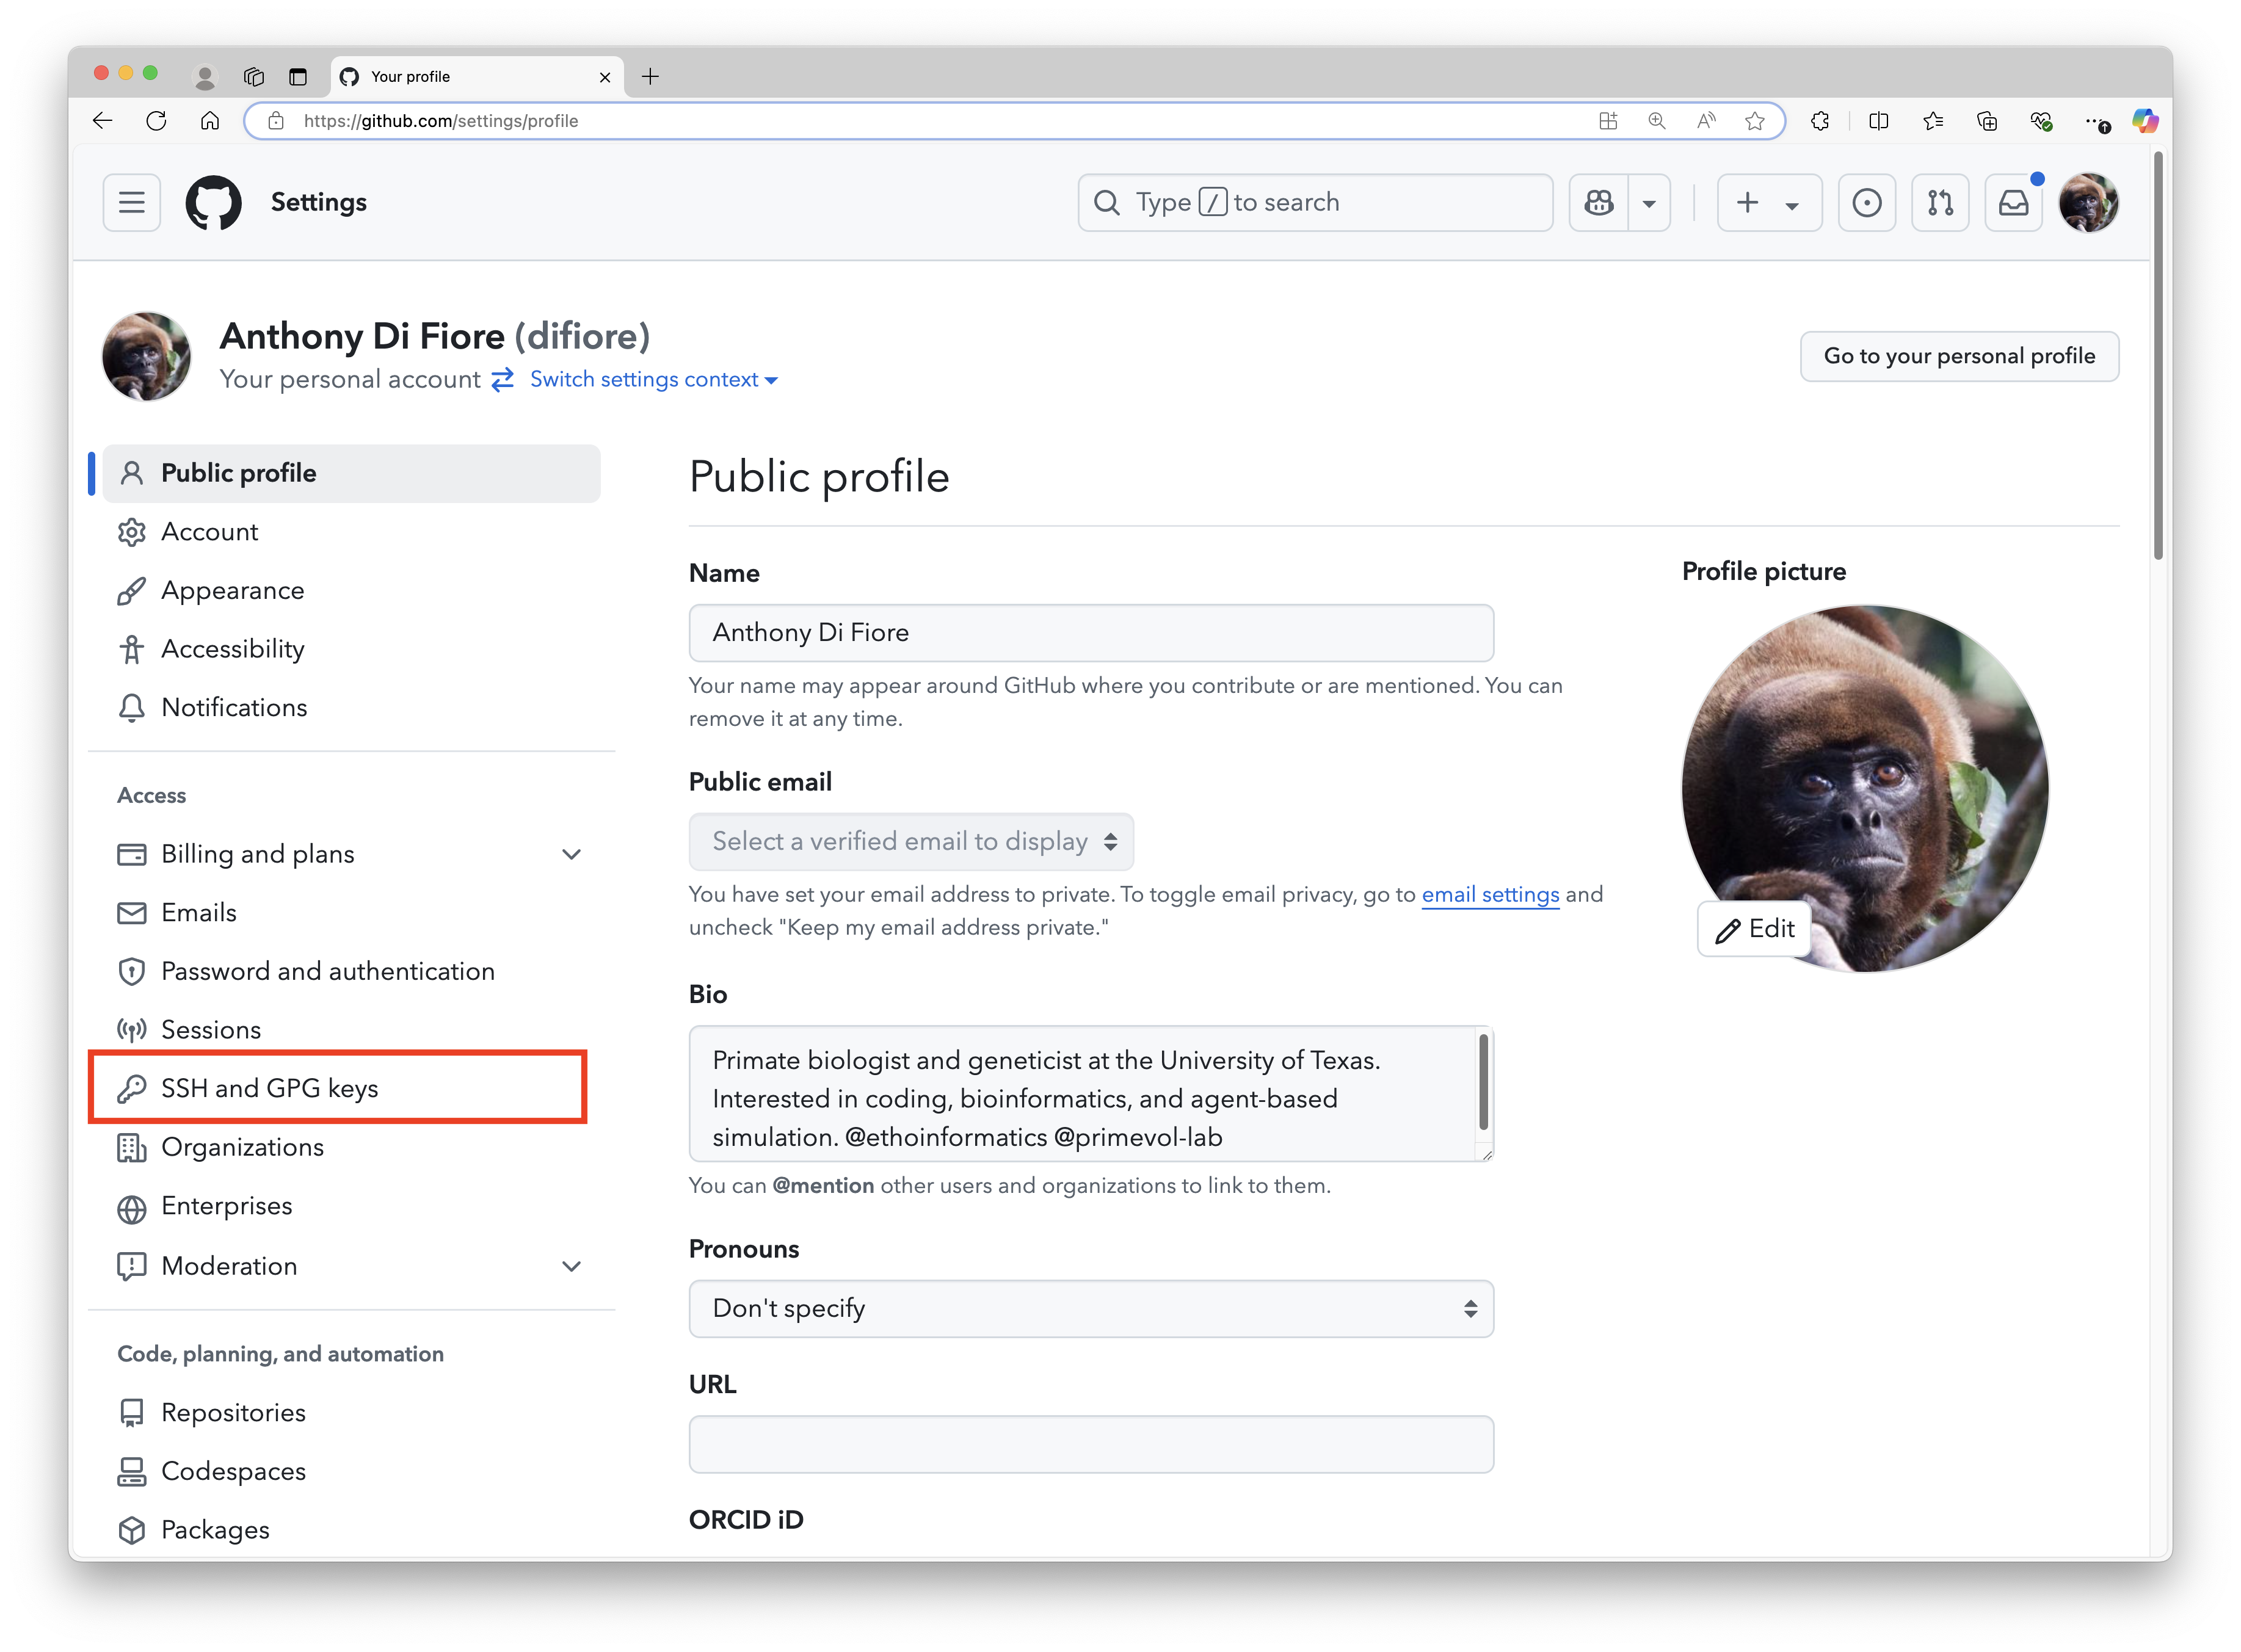 Your profile
https://github.com/settings/profile
Settings
Type / to search
Anthony Di Fiore (difiore)
Your personal account
Switch settings context
Go to your personal profile
Public profile
Account
Appearance
Accessibility
Notifications
Access
Billing and plans
Emails
Password and authentication
Sessions
SSH and GPG keys
Organizations
Enterprises
Moderation
Code, planning, and automation
Repositories
Codespaces
Packages
Public profile
Name
Anthony Di Fiore
Your name may appear around GitHub where you contribute or are mentioned. You can
remove it at any time.
Public email
Select a verified email to display
You have set your email address to private. To toggle email privacy, go to email settings and
uncheck "Keep my email address private."
Bio
Primate biologist and geneticist at the University of Texas.
Interested in coding, bioinformatics, and agent-based
simulation. @ethoinformatics @primevol-lab
You can @mention other users and organizations to link to them.
Pronouns
Don't specify
URL
ORCID iD
Profile picture
Edit